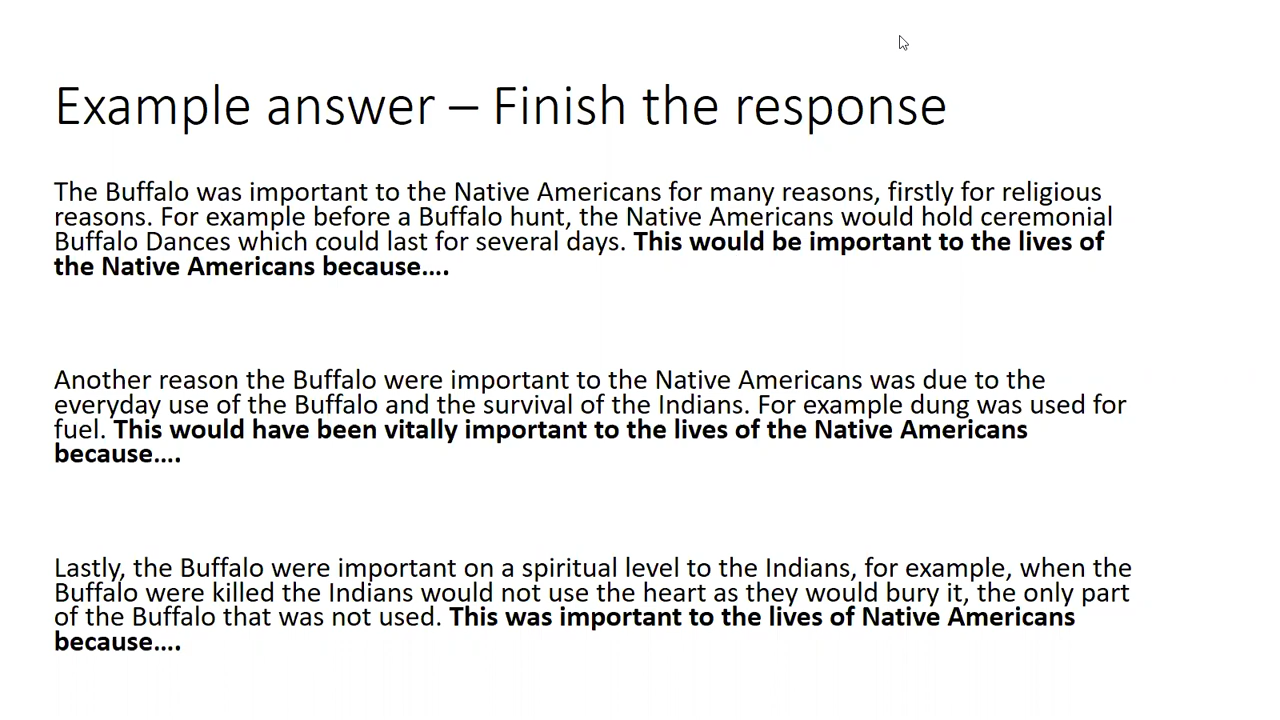 Example answer – Finish the response
The Buffalo was important to the Native Americans for many reasons, firstly for religious
reasons. For example before a Buffalo hunt, the Native Americans would hold ceremonial
Buffalo Dances which could last for several days. This would be important to the lives of
the Native Americans because….
Another reason the Buffalo were important to the Native Americans was due to the
everyday use of the Buffalo and the survival of the Indians. For example dung was used for
fuel. This would have been vitally important to the lives of the Native Americans
because….
Lastly, the Buffalo were important on a spiritual level to the Indians, for example, when the
Buffalo were killed the Indians would not use the heart as they would bury it, the only part
of the Buffalo that was not used. This was important to the lives of Native Americans
because….